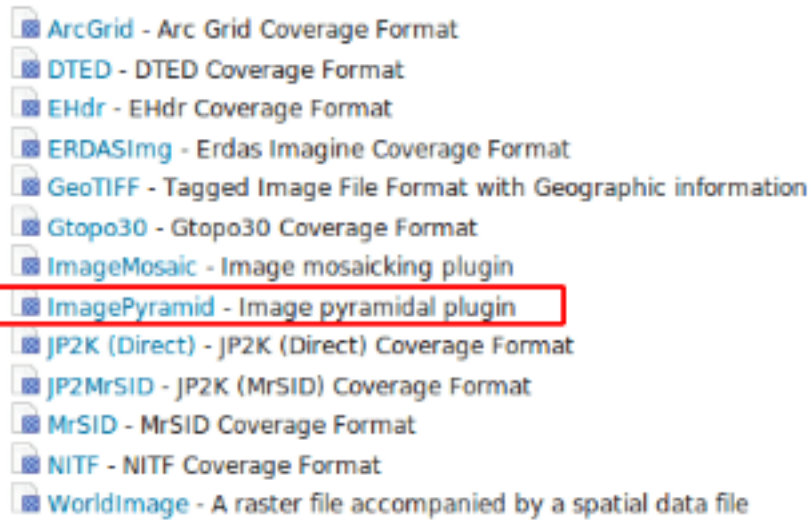 ArcGrid - Arc Grid Coverage Format
DTED - DTED Coverage Format
EHdr - EHdr Coverage Format
ERDASImg - Erdas Imagine Coverage Format
GeoTIFF - Tagged Image File Format with Geographic information
Gtopo30 - Gtopo30 Coverage Format
ImageMosaic - Image mosaicking plugin
ImagePyramid - Image pyramidal plugin
JP2K (Direct) - JP2K (Direct) Coverage Format
JP2MrSID - JP2K (MrSID) Coverage Format
MrSID - MrSID Coverage Format
NITF - NITF Coverage Format
WorldImage - A raster file accompanied by a spatial data file